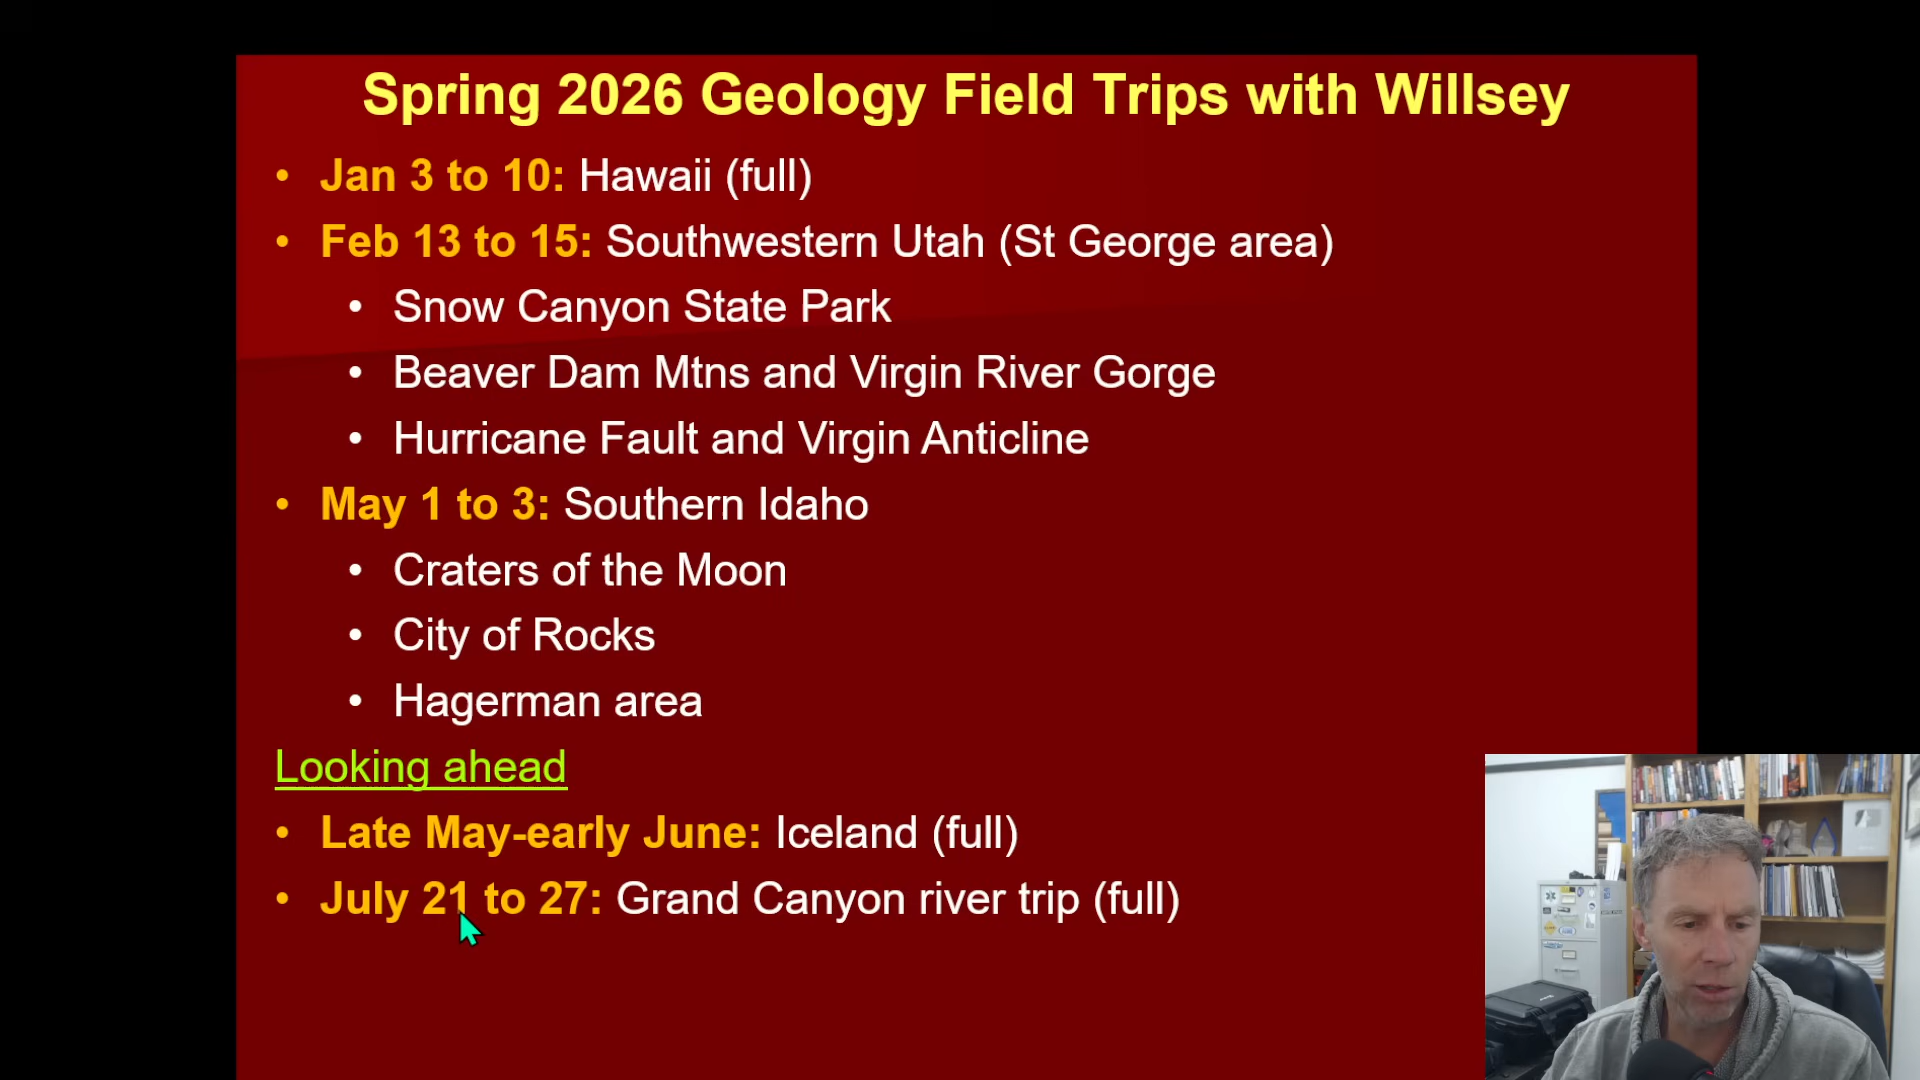 Spring 2026 Geology Field Trips with Willsey
• Jan 3 to 10: Hawaii (full)
• Feb 13 to 15: Southwestern Utah (St George area)
• Snow Canyon State Park
• Beaver Dam Mtns and Virgin River Gorge
• Hurricane Fault and Virgin Anticline
• May 1 to 3: Southern Idaho
• Craters of the Moon
• City of Rocks
• Hagerman area
Looking ahead
• Late May-early June: Iceland (full)
• July 21 to 27: Grand Canyon river trip (full)